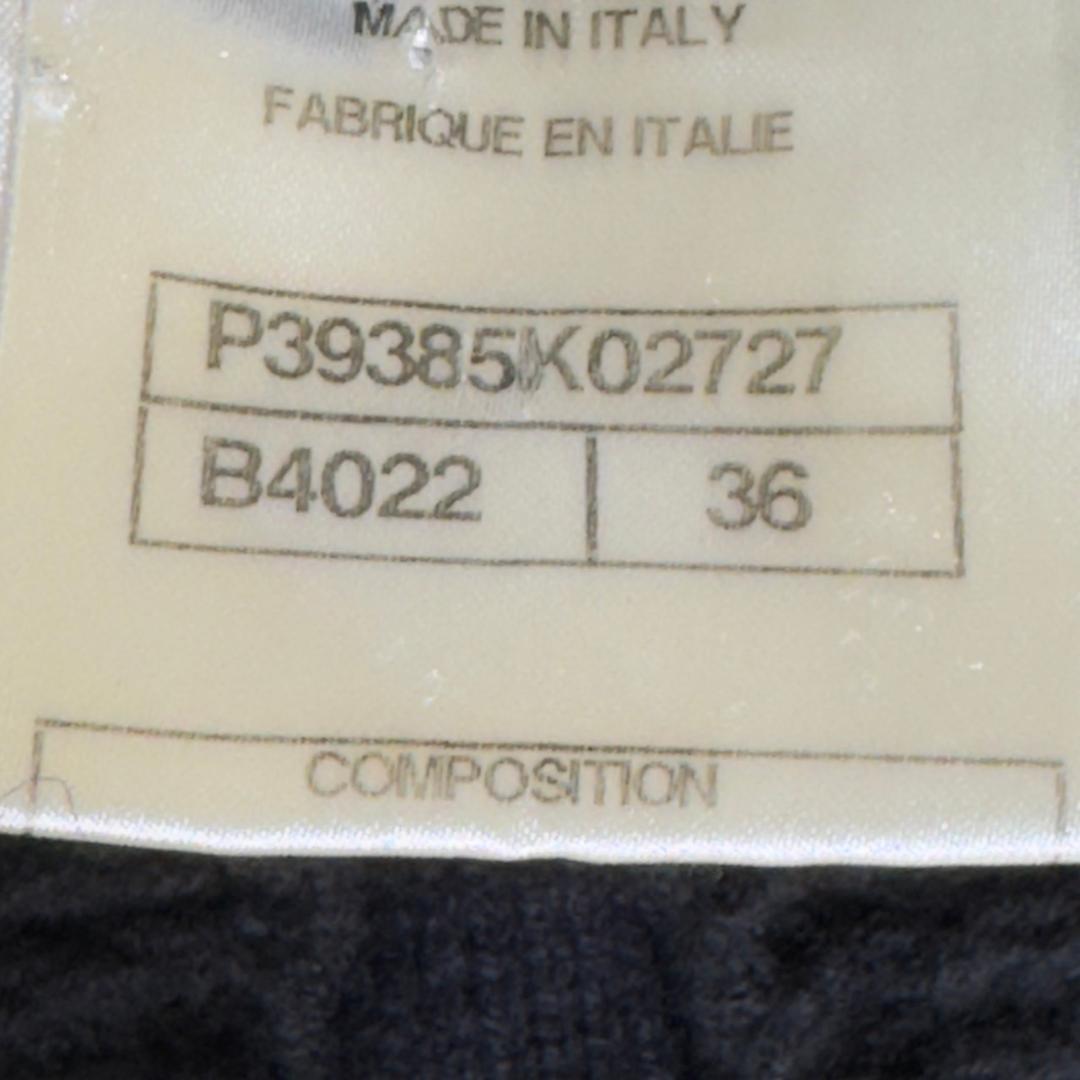 MADE IN ITALY
FABRIQUE EN ITALIE
P39385K02727
B4022 36
COMPOSITION